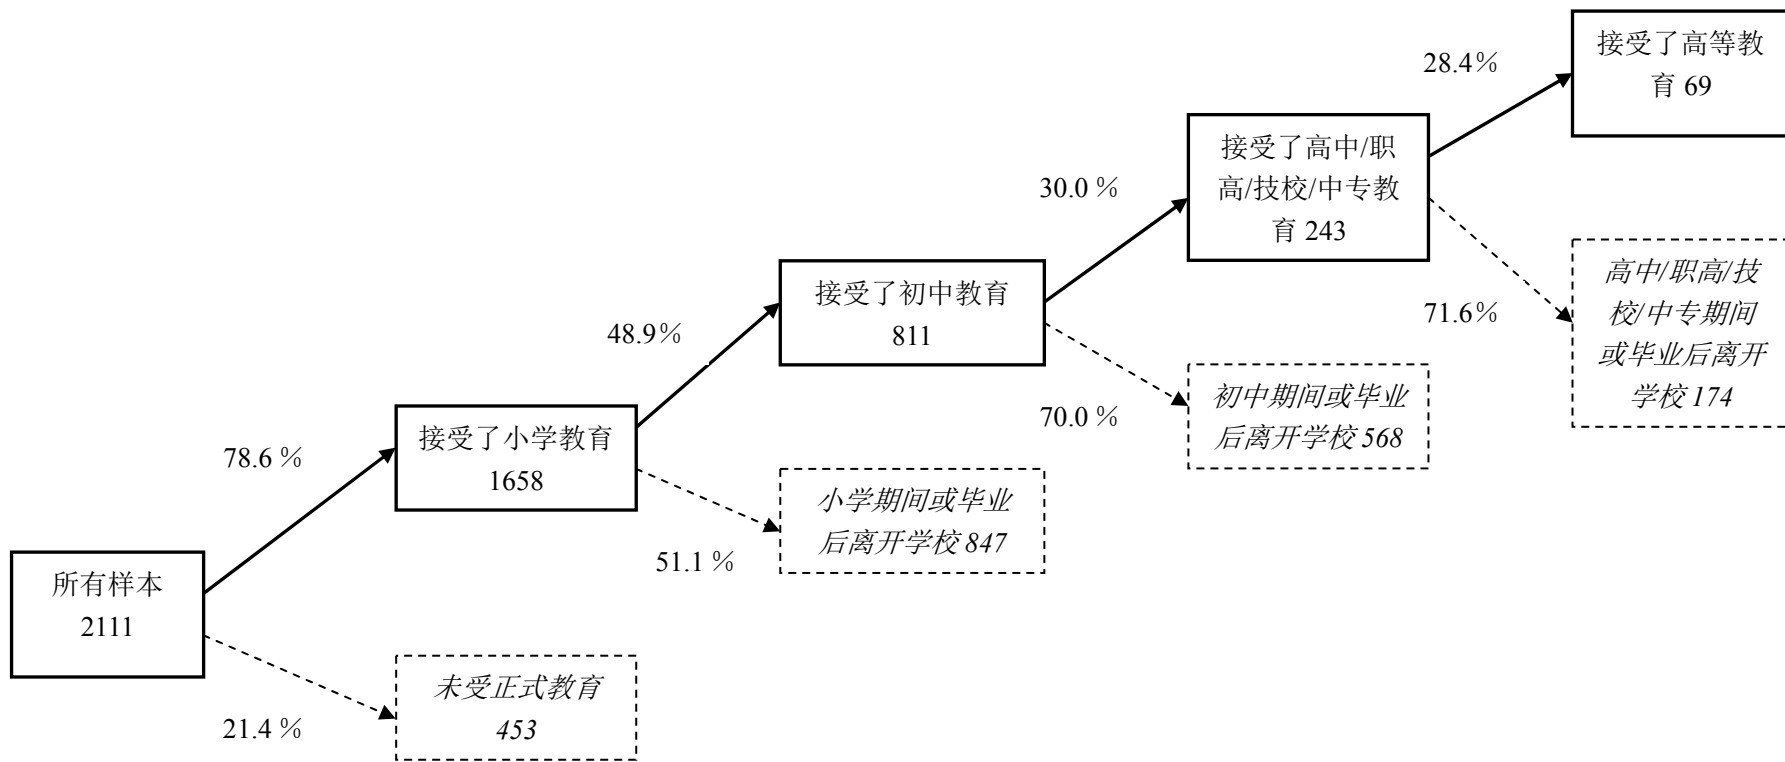 接受了高等教
育 69
28.4%
接受了高中/职
高/技校/中专教
育 243
30.0 %
高中/职高/技
校/中专期间
或毕业后离开
学校 174
71.6%
接受了初中教育
811
48.9%
初中期间或毕业
后离开学校 568
70.0 %
接受了小学教育
1658
78.6 %
小学期间或毕业
后离开学校 847
51.1 %
所有样本
2111
未受正式教育
453
21.4 %